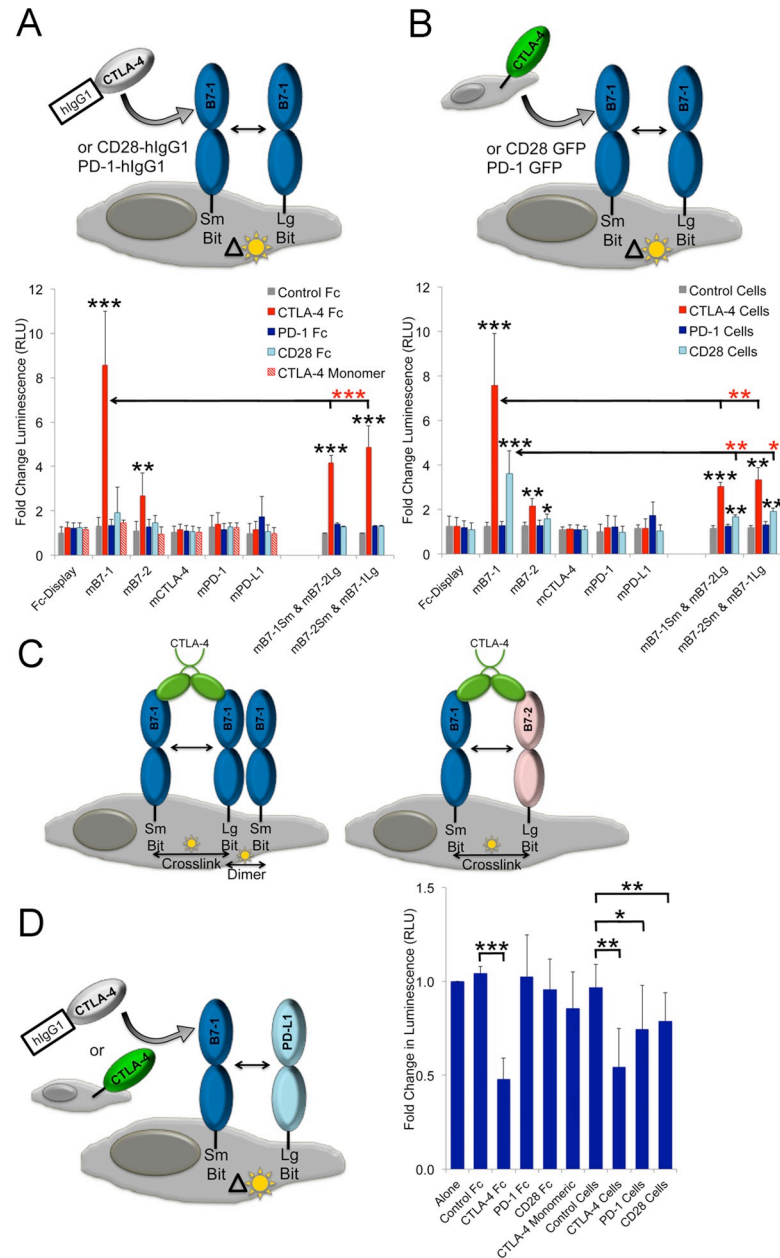 A
hIgG1
CTLA-4
or CD28-hIgG1
PD-1-hIgG1
B7-1
B7-1
Sm
Bit
Lg
Bit
Δ
Fold Change Luminescence (RLU)
12
10
8
6
4
2
0
***
**
***
***
***
Control Fc
CTLA-4 Fc
PD-1 Fc
CD28 Fc
CTLA-4 Monomer
Fc-Display
mB7-1
mB7-2
mCTLA-4
mPD-1
mPD-L1
mB7-1Sm & mB7-2Lg
mB7-2Sm & mB7-1Lg
B
CTLA-4
or CD28 GFP
PD-1 GFP
B7-1
B7-1
Sm
Bit
Lg
Bit
Δ
Fold Change Luminescence (RLU)
12
10
8
6
4
2
0
Control Cells
CTLA-4 Cells
PD-1 Cells
CD28 Cells
***
**
***
**
*
**
*
***
**
**
**
Fc-Display
mB7-1
mB7-2
mCTLA-4
mPD-1
mPD-L1
mB7-1Sm & mB7-2Lg
mB7-2Sm & mB7-1Lg
C
CTLA-4
B7-1
B7-1
B7-1
Sm
Bit
Lg
Bit
Sm
Bit
Crosslink
Dimer
CTLA-4
B7-1
B7-2
Sm
Bit
Lg
Bit
Crosslink
D
hIgG1
CTLA-4
or
CTLA-4
B7-1
PD-L1
Sm
Bit
Lg
Bit
Δ
Fold Change in Luminescence (RLU)
1.5
1.0
0.5
0.0
***
**
*
**
Alone
Control Fc
CTLA-4 Fc
PD-1 Fc
CD28 Fc
CTLA-4 Monomeric
Control Cells
CTLA-4 Cells
PD-1 Cells
CD28 Cells